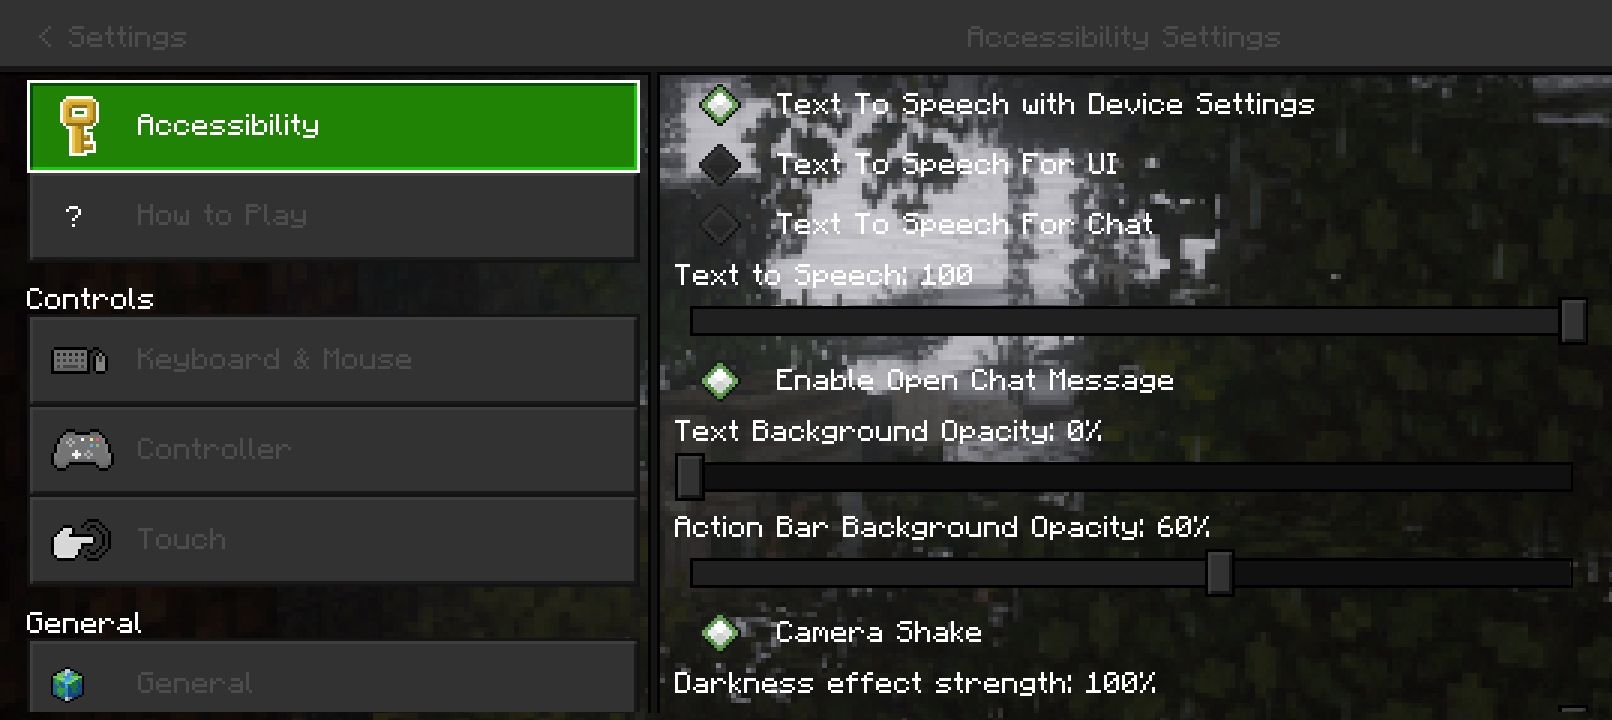 < Settings
Accessibility Settings
Accessibility
? How to Play
Controls
Keyboard & Mouse
Controller
Touch
General
General
Text To Speech with Device Settings
Text To Speech For UI
Text To Speech For Chat
Text to Speech: 100
Enable Open Chat Message
Text Background Opacity: 0%
Action Bar Background Opacity: 60%
Camera Shake
Darkness effect strength: 100%